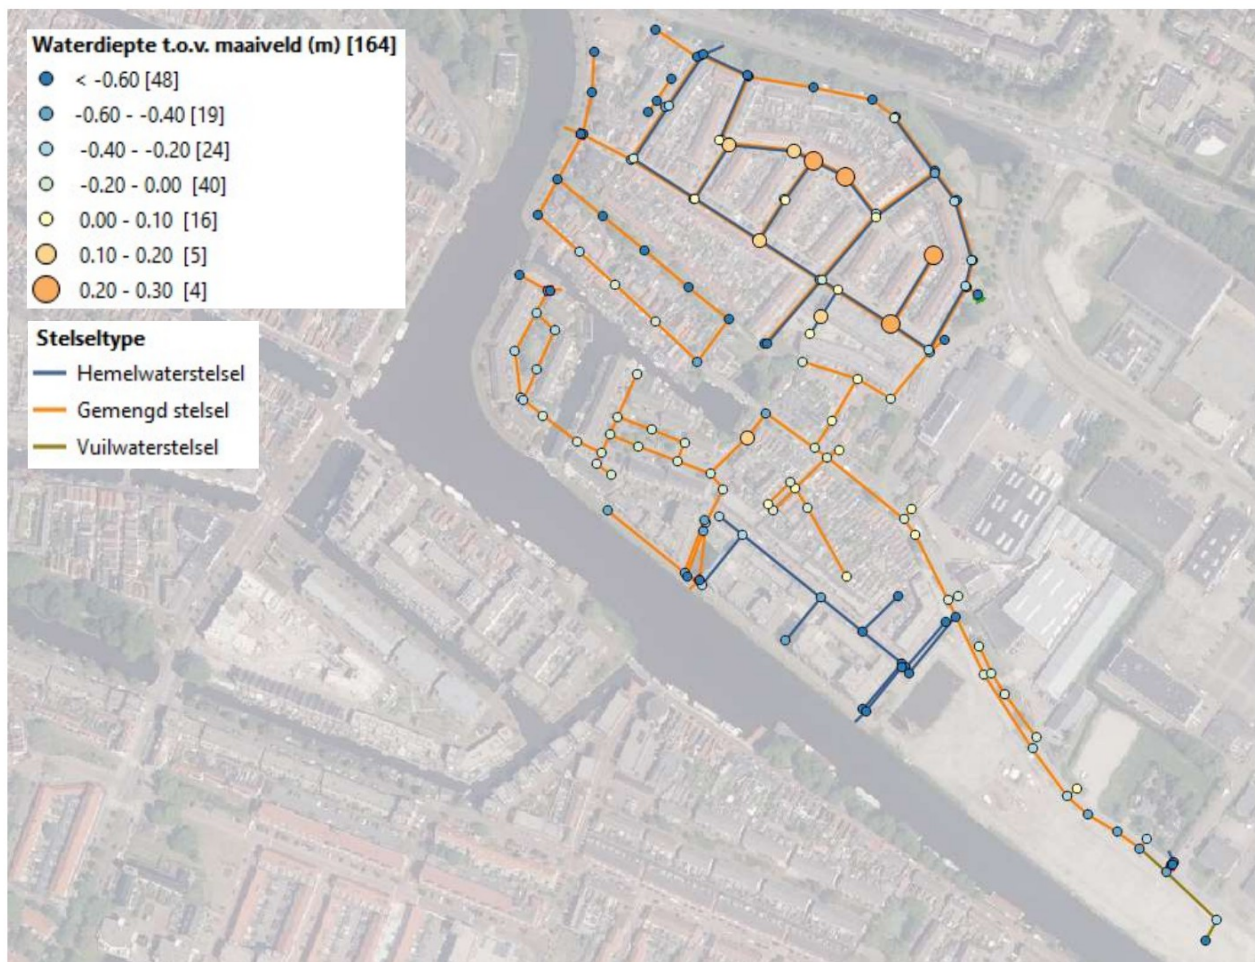 Waterdiepte t.o.v. maaiveld (m) [164]
< -0.60 [48]
-0.60 - -0.40 [19]
-0.40 - -0.20 [24]
-0.20 - 0.00 [40]
0.00 - 0.10 [16]
0.10 - 0.20 [5]
0.20 - 0.30 [4]
Stelseltype
Hemelwaterstelsel
Gemengd stelsel
Vuilwaterstelsel